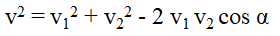 v² = v₁² + v₂² - 2 v₁ v₂ cos α